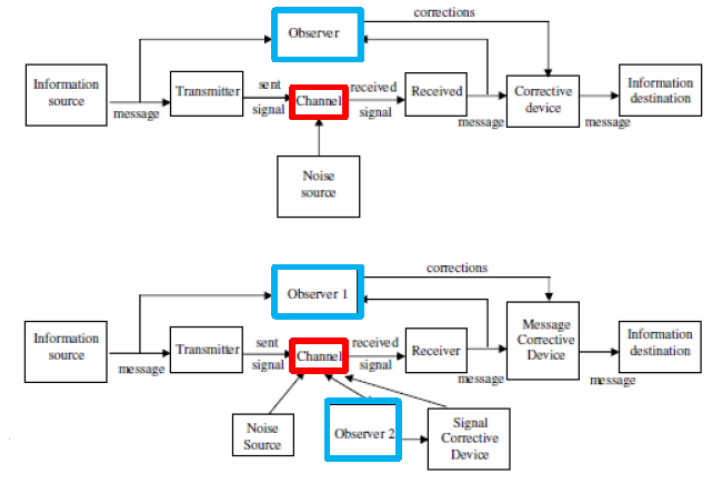 corrections
Observer
Information
source
message
Transmitter
sent
signal
Channel
received
signal
Received
message
Corrective
device
message
Information
destination
Noise
source
corrections
Observer 1
Information
source
message
Transmitter
sent
signal
Channel
received
signal
Receiver
message
Message
Corrective
Device
message
Information
destination
Noise
Source
Observer 2
Signal
Corrective
Device